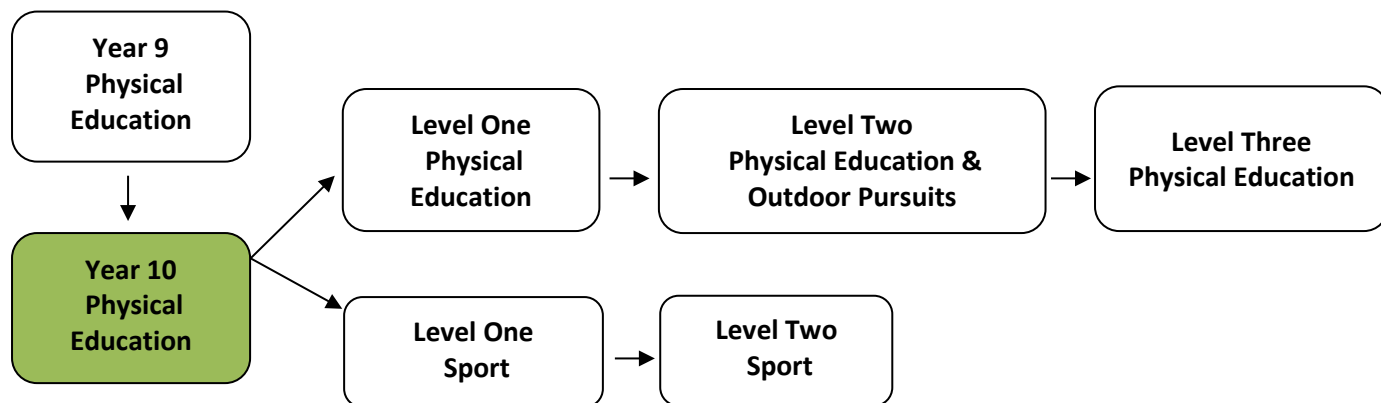 Year 9
Physical
Education
Year 10
Physical
Education
Level One
Physical
Education
Level Two
Physical Education &
Outdoor Pursuits
Level Three
Physical Education
Level One
Sport
Level Two
Sport